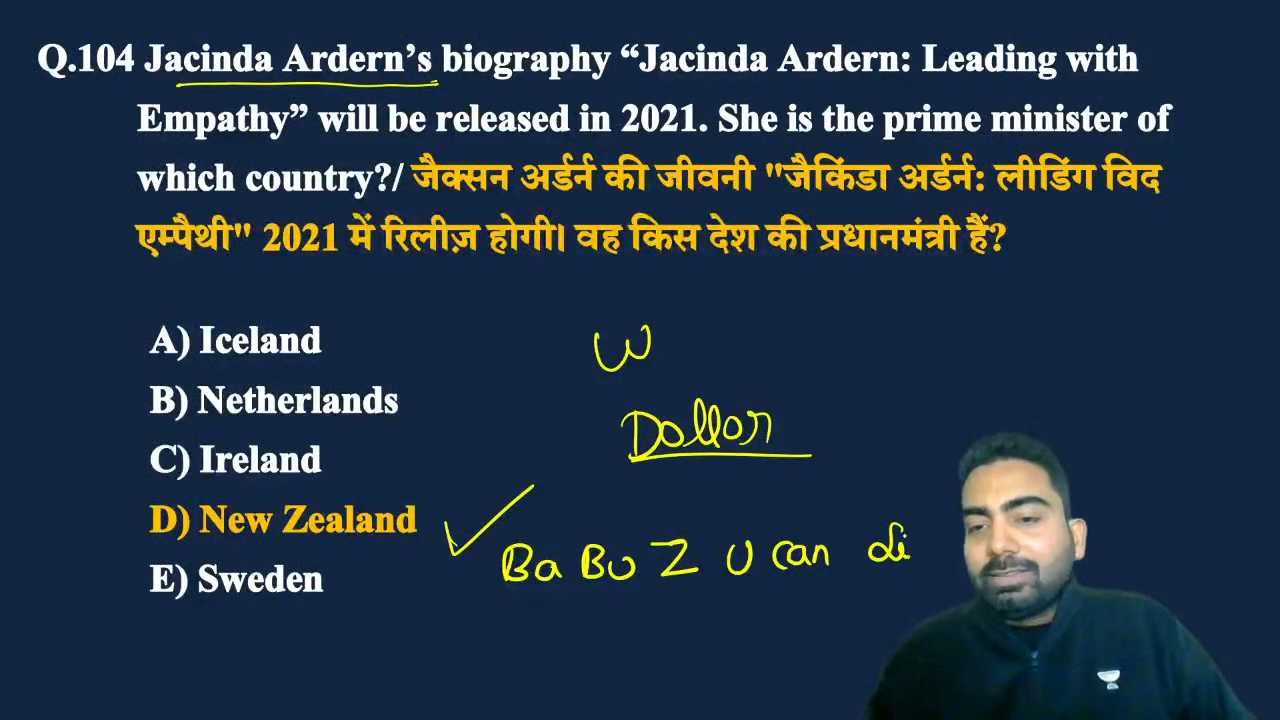 Q.104 Jacinda Ardern’s biography “Jacinda Ardern: Leading with
Empathy” will be released in 2021. She is the prime minister of
which country?/ जैक्सन अर्डर्न की जीवनी "जैकिंडा अर्डर्न: लीडिंग विद
एम्पैथी" 2021 में रिलीज़ होगी। वह किस देश की प्रधानमंत्री हैं?
A) Iceland
B) Netherlands
C) Ireland
D) New Zealand
E) Sweden
W
Dollar
Ba Bu Z U can Li